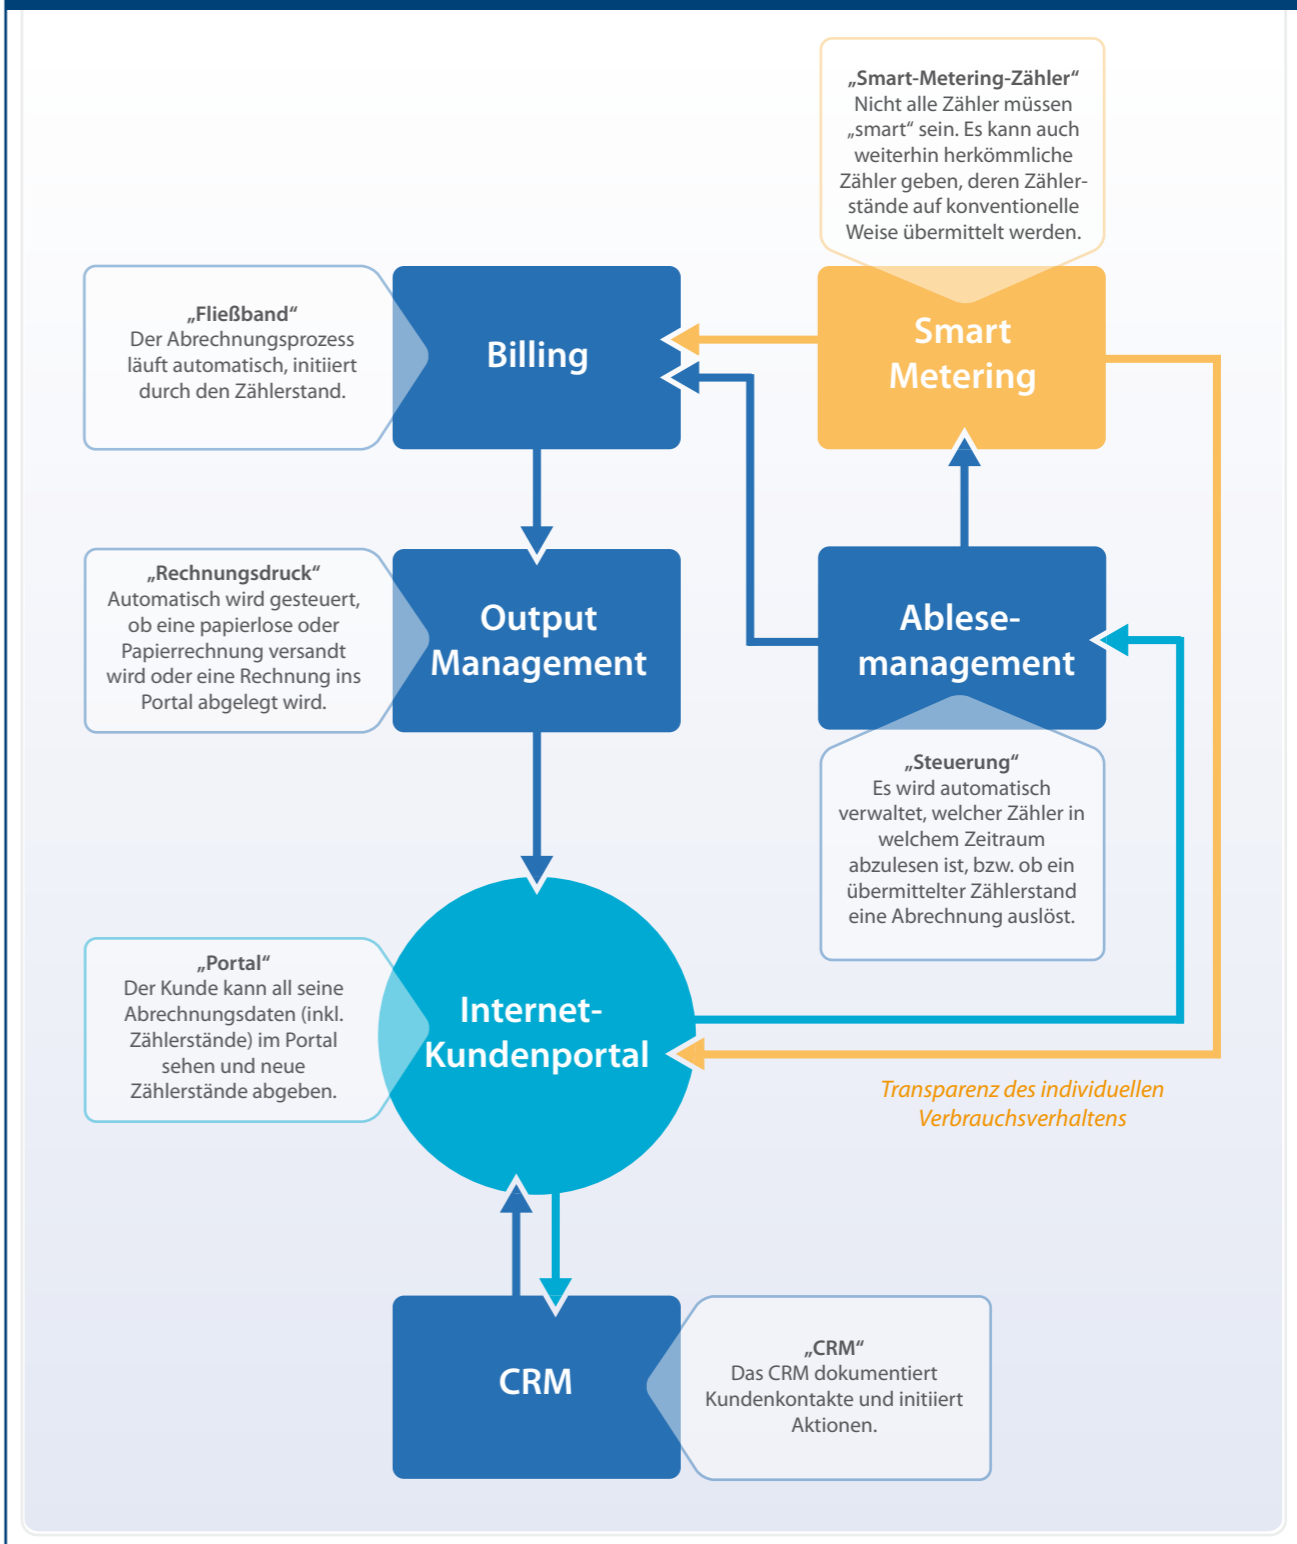 „Smart-Metering-Zähler“
Nicht alle Zähler müssen
„smart“ sein. Es kann auch
weiterhin herkömmliche
Zähler geben, deren Zähler-
stände auf konventionelle
Weise übermittelt werden.
„Fließband“
Der Abrechnungsprozess
läuft automatisch, initiiert
durch den Zählerstand.
Billing
Smart
Metering
„Rechnungsdruck“
Automatisch wird gesteuert,
ob eine papierlose oder
Papierrechnung versandt
wird oder eine Rechnung ins
Portal abgelegt wird.
Output
Management
Ablese-
management
„Steuerung“
Es wird automatisch
verwaltet, welcher Zähler in
welchem Zeitraum
abzulesen ist, bzw. ob ein
übermittelter Zählerstand
eine Abrechnung auslöst.
„Portal“
Der Kunde kann all seine
Abrechnungsdaten (inkl.
Zählerstände) im Portal
sehen und neue
Zählerstände abgeben.
Internet-
Kundenportal
Transparenz des individuellen
Verbrauchsverhaltens
CRM
„CRM“
Das CRM dokumentiert
Kundenkontakte und initiiert
Aktionen.